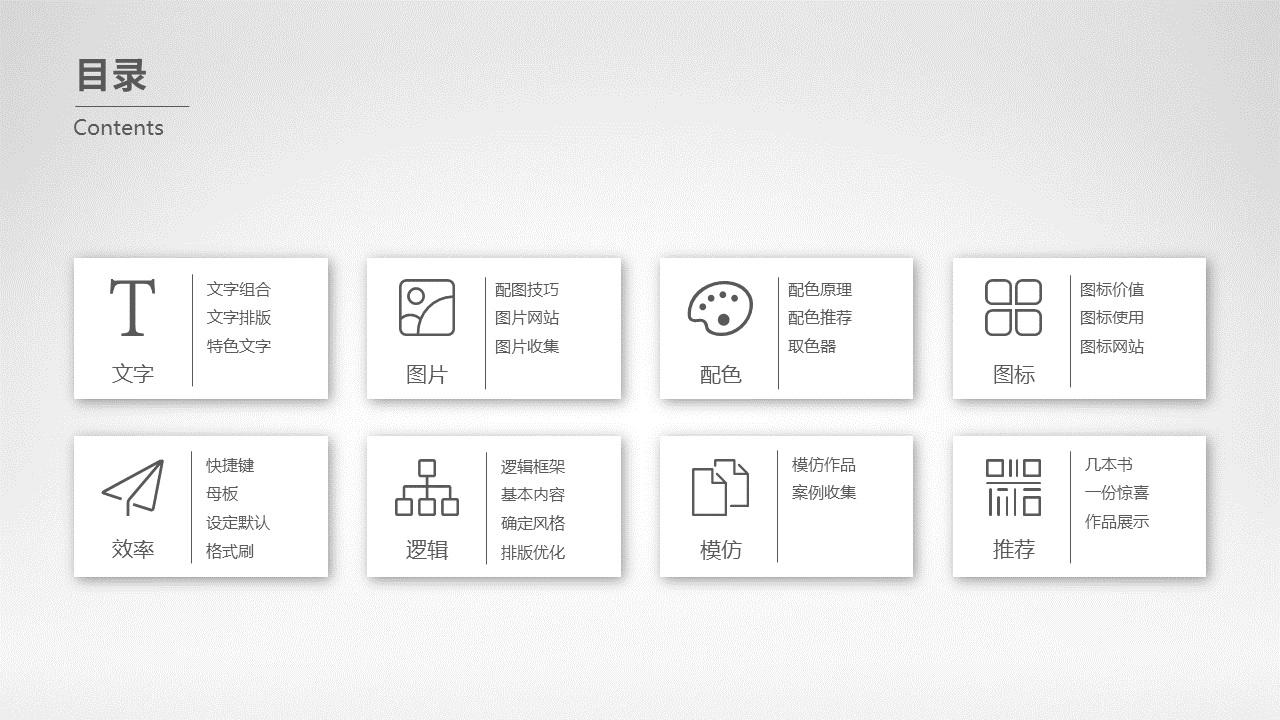 目录
Contents
文字
文字组合
文字排版
特色文字
图片
配图技巧
图片网站
图片收集
配色
配色原理
配色推荐
取色器
图标
图标价值
图标使用
图标网站
效率
快捷键
母板
设定默认
格式刷
逻辑
逻辑框架
基本内容
确定风格
排版优化
模仿
模仿作品
案例收集
推荐
几本书
一份惊喜
作品展示